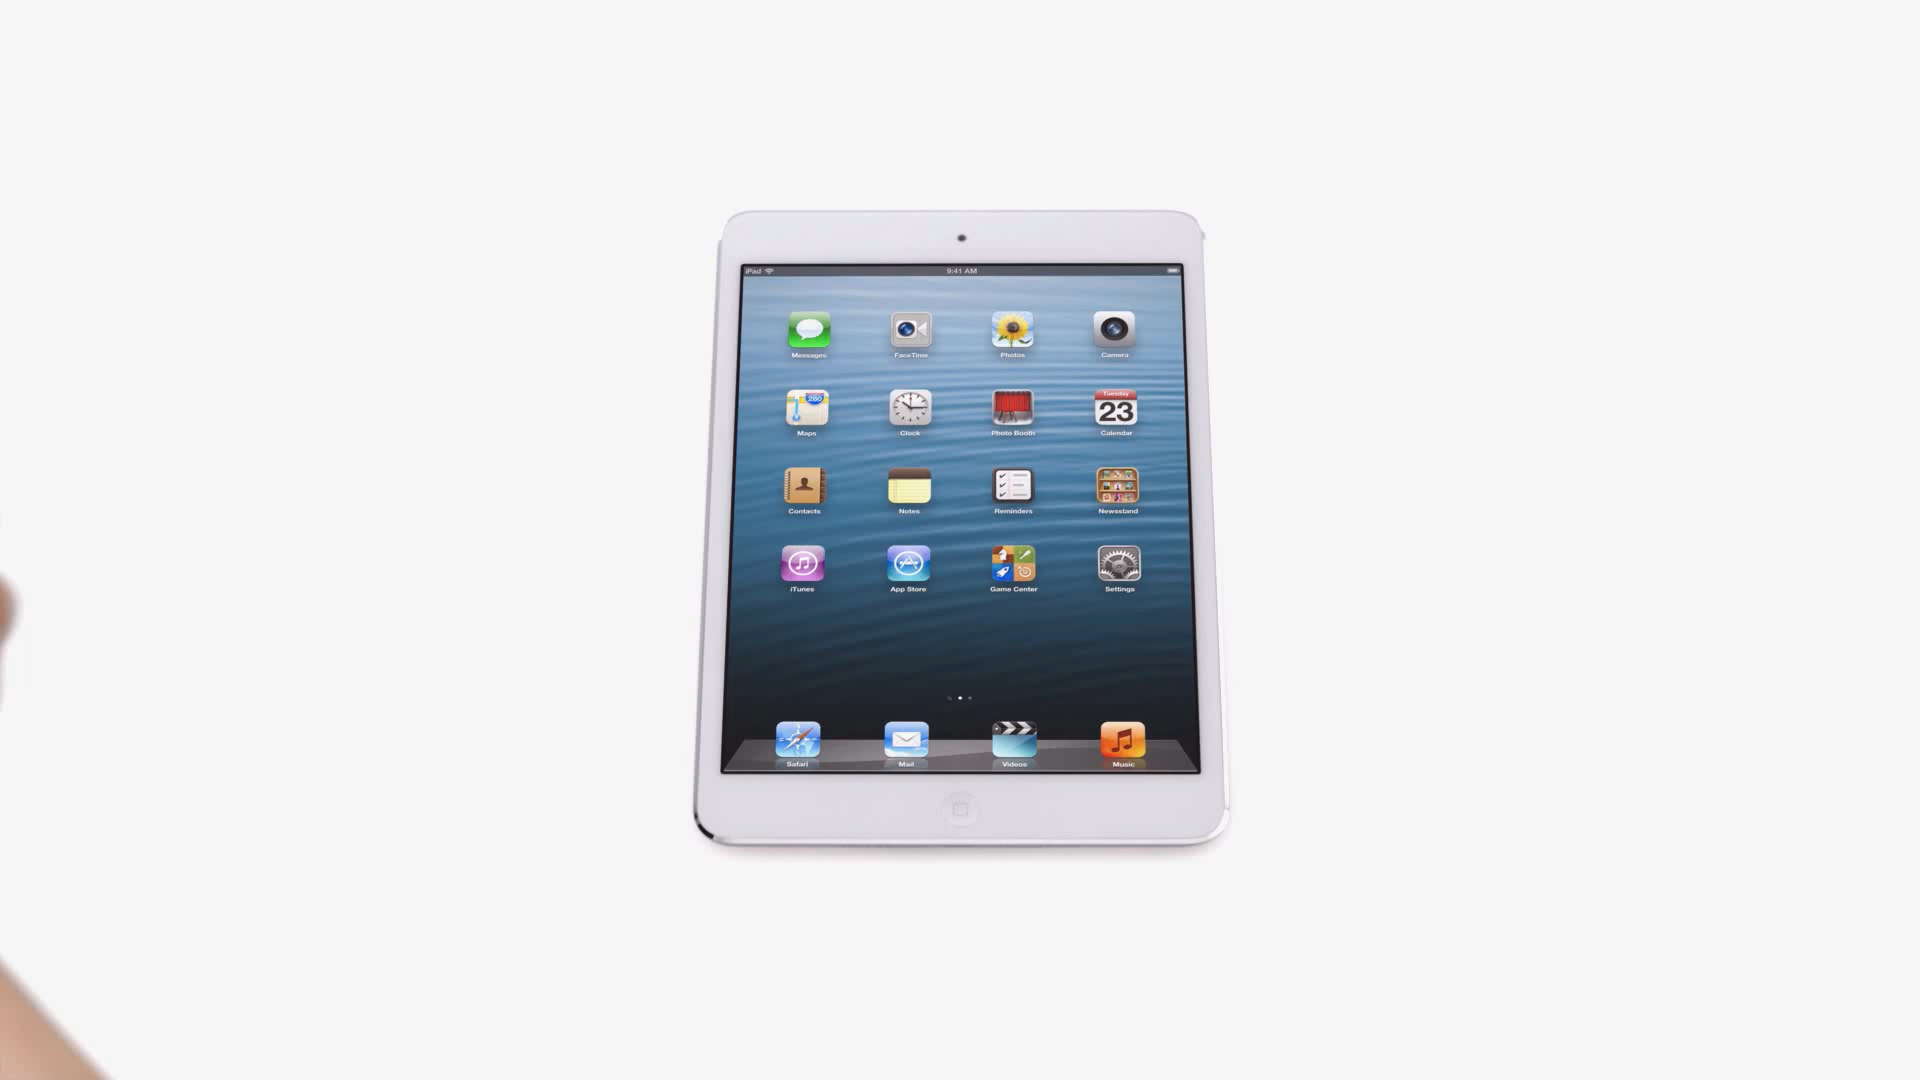 iPad 9:41 AM
Messages FaceTime Photos Camera
280 Tuesday
23
Maps Clock Photo Booth Calendar
Contacts Notes Reminders Newsstand
iTunes App Store Game Center Settings
Safari Mail Videos Music